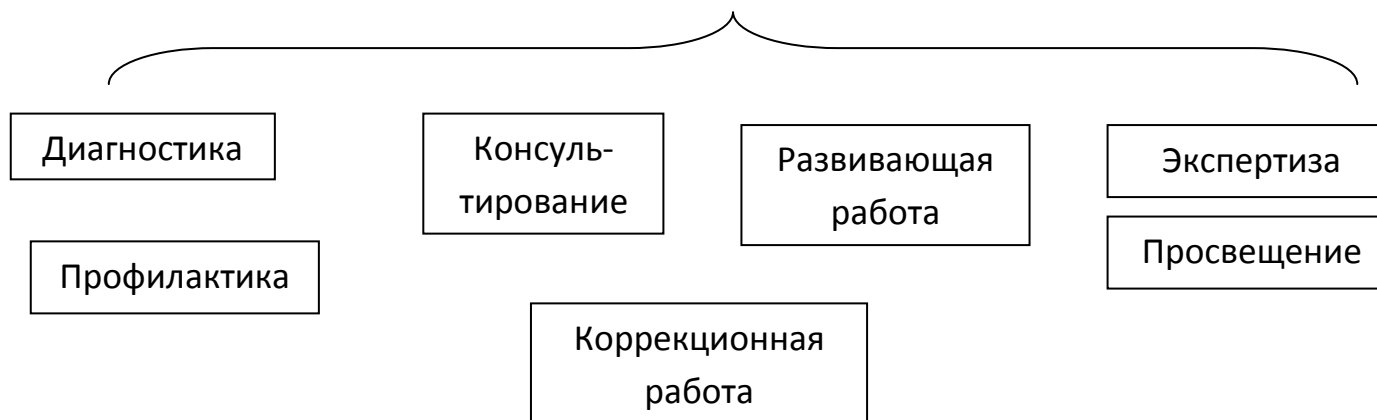 Диагностика
Консуль-
тирование
Развивающая
работа
Экспертиза
Просвещение
Профилактика
Коррекционная
работа